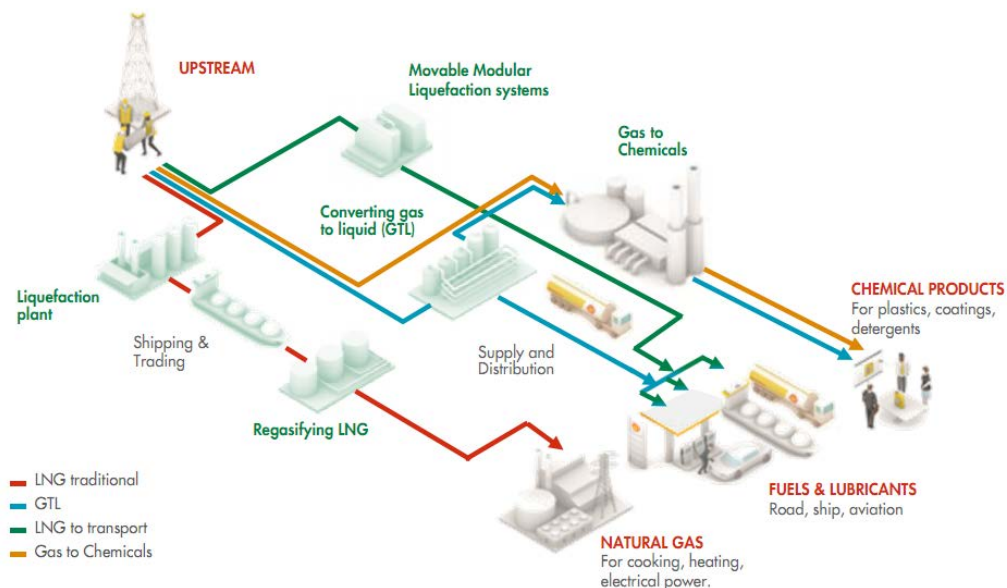 UPSTREAM
Movable Modular
Liquefaction systems
Gas to
Chemicals
Converting gas
to liquid (GTL)
Liquefaction
plant
Shipping &
Trading
Supply and
Distribution
CHEMICAL PRODUCTS
For plastics, coatings,
detergents
Regasifying LNG
LNG traditional
GTL
LNG to transport
Gas to Chemicals
FUELS & LUBRICANTS
Road, ship, aviation
NATURAL GAS
For cooking, heating,
electrical power.